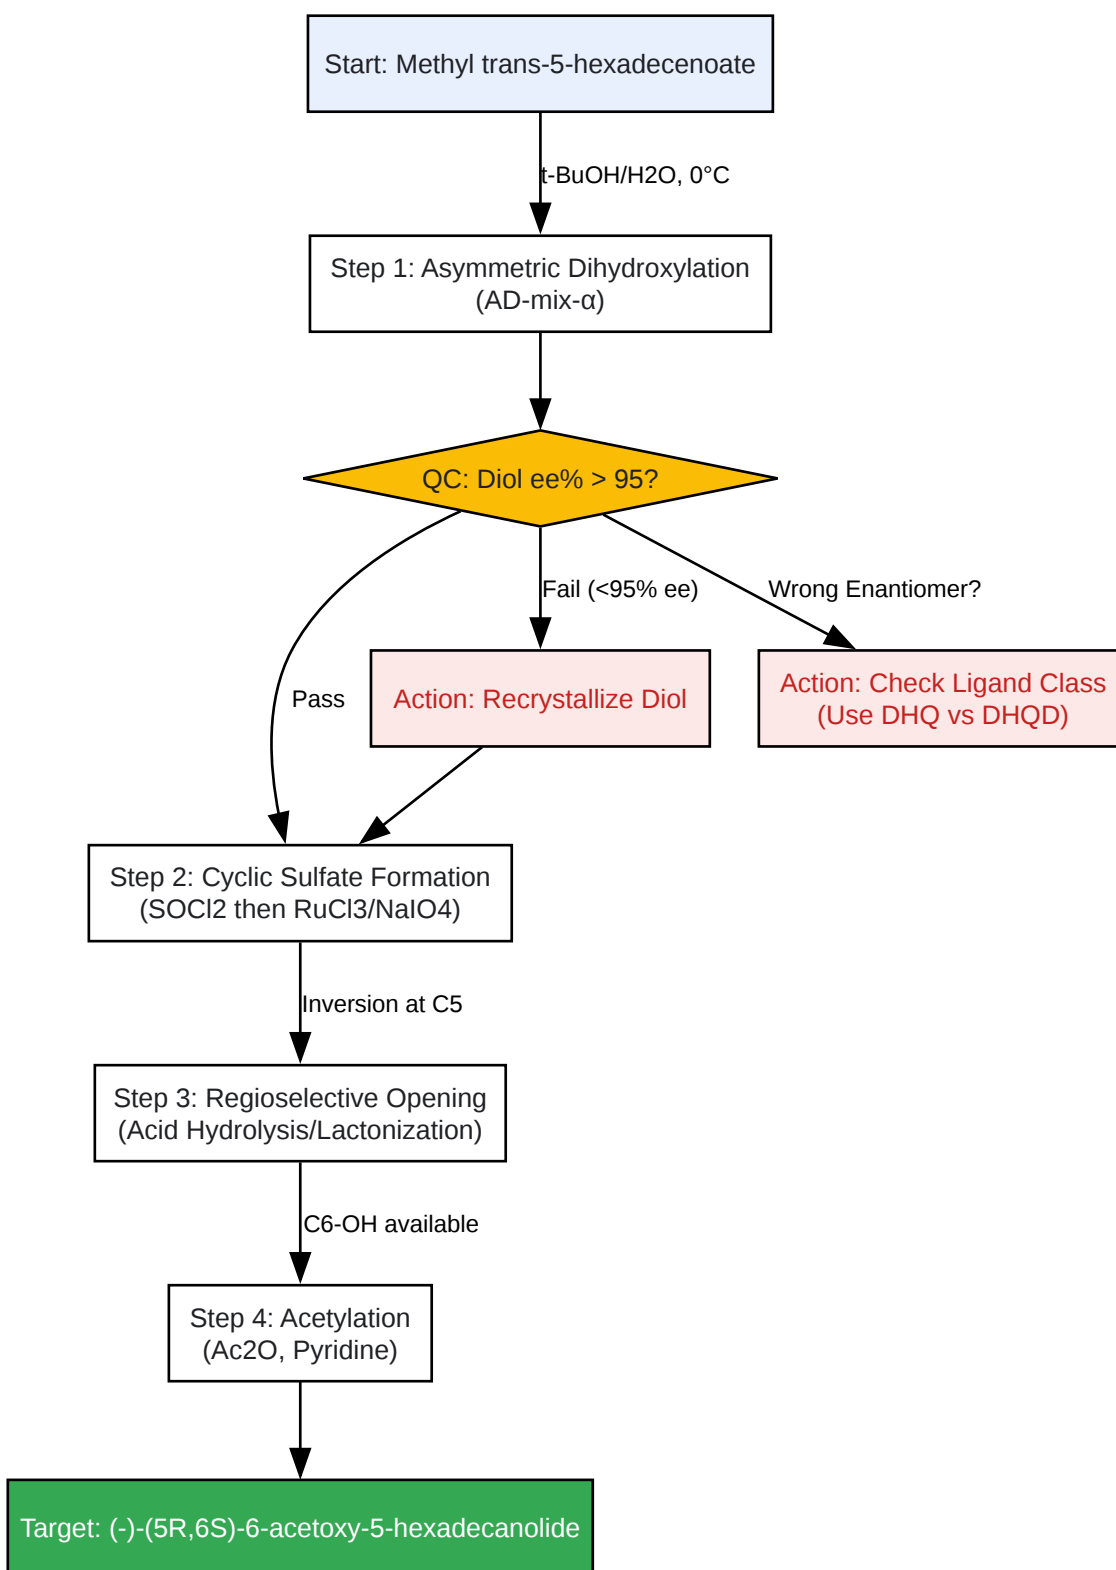 Start: Methyl trans-5-hexadecenoate
t-BuOH/H2O, 0°C
Step 1: Asymmetric Dihydroxylation
(AD-mix-α)
QC: Diol ee% > 95?
Fail (<95% ee)
Wrong Enantiomer?
Pass
Action: Recrystallize Diol
Action: Check Ligand Class
(Use DHQ vs DHQD)
Step 2: Cyclic Sulfate Formation
(SOCl2 then RuCl3/NaIO4)
Inversion at C5
Step 3: Regioselective Opening
(Acid Hydrolysis/Lactonization)
C6-OH available
Step 4: Acetylation
(Ac2O, Pyridine)
Target: (-)-(5R,6S)-6-acetoxy-5-hexadecanolide